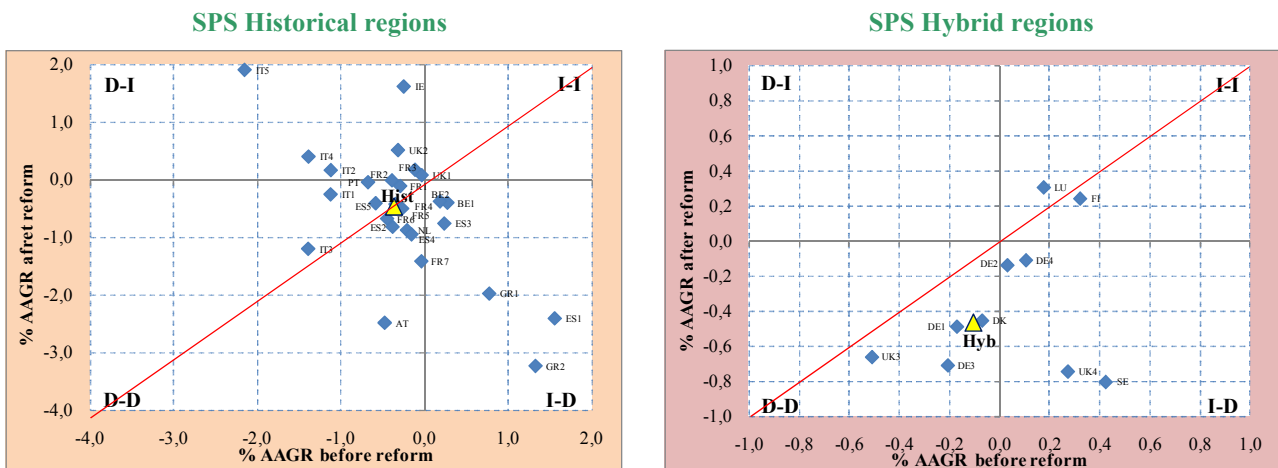 SPS Historical regions
SPS Hybrid regions
2,0
1,0
0,0
-1,0
-2,0
-3,0
-4,0
% AAGR afret reform
D-I
I-I
IT5
IE
UK2
IT4
IT2
FR3
UK1
PT
FR2
FR1
IT1
Hist
BE2
BE1
ES5
FR4
FR5
FR6
ES3
ES2
NL
ES4
IT3
FR7
GR1
ES1
AT
GR2
D-D
I-D
-4,0
-3,0
-2,0
-1,0
0,0
1,0
2,0
% AAGR before reform
1,0
0,8
0,6
0,4
0,2
0,0
-0,2
-0,4
-0,6
-0,8
-1,0
% AAGR after reform
D-I
I-I
LU
FI
DE2
DE4
DE1
DK
Hyb
UK3
DE3
UK4
SE
D-D
I-D
-1,0
-0,8
-0,6
-0,4
-0,2
0,0
0,2
0,4
0,6
0,8
1,0
% AAGR before reform